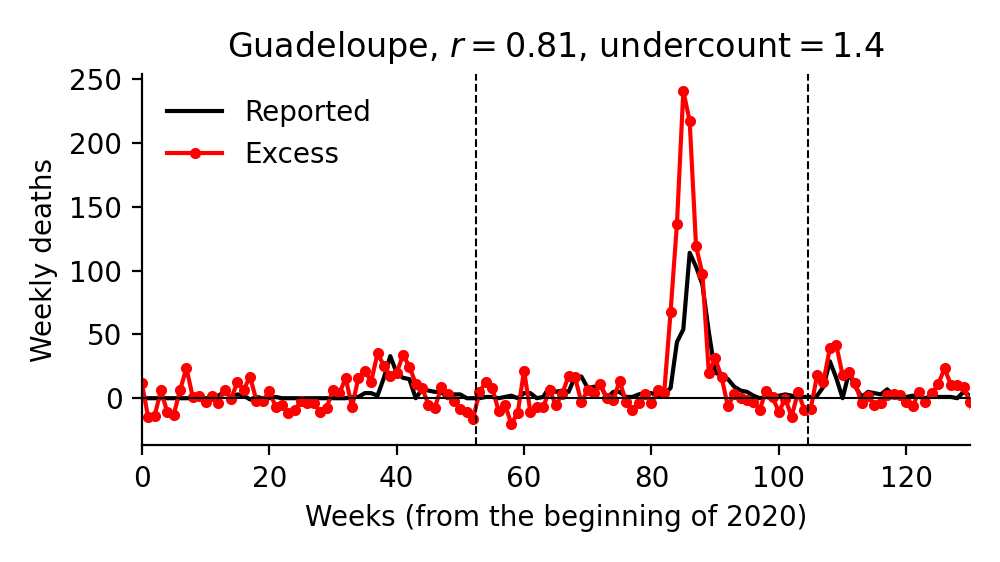 Guadeloupe, r = 0.81, undercount = 1.4
250
200
150
100
50
0
Weekly deaths
Reported
Excess
0 20 40 60 80 100 120
Weeks (from the beginning of 2020)